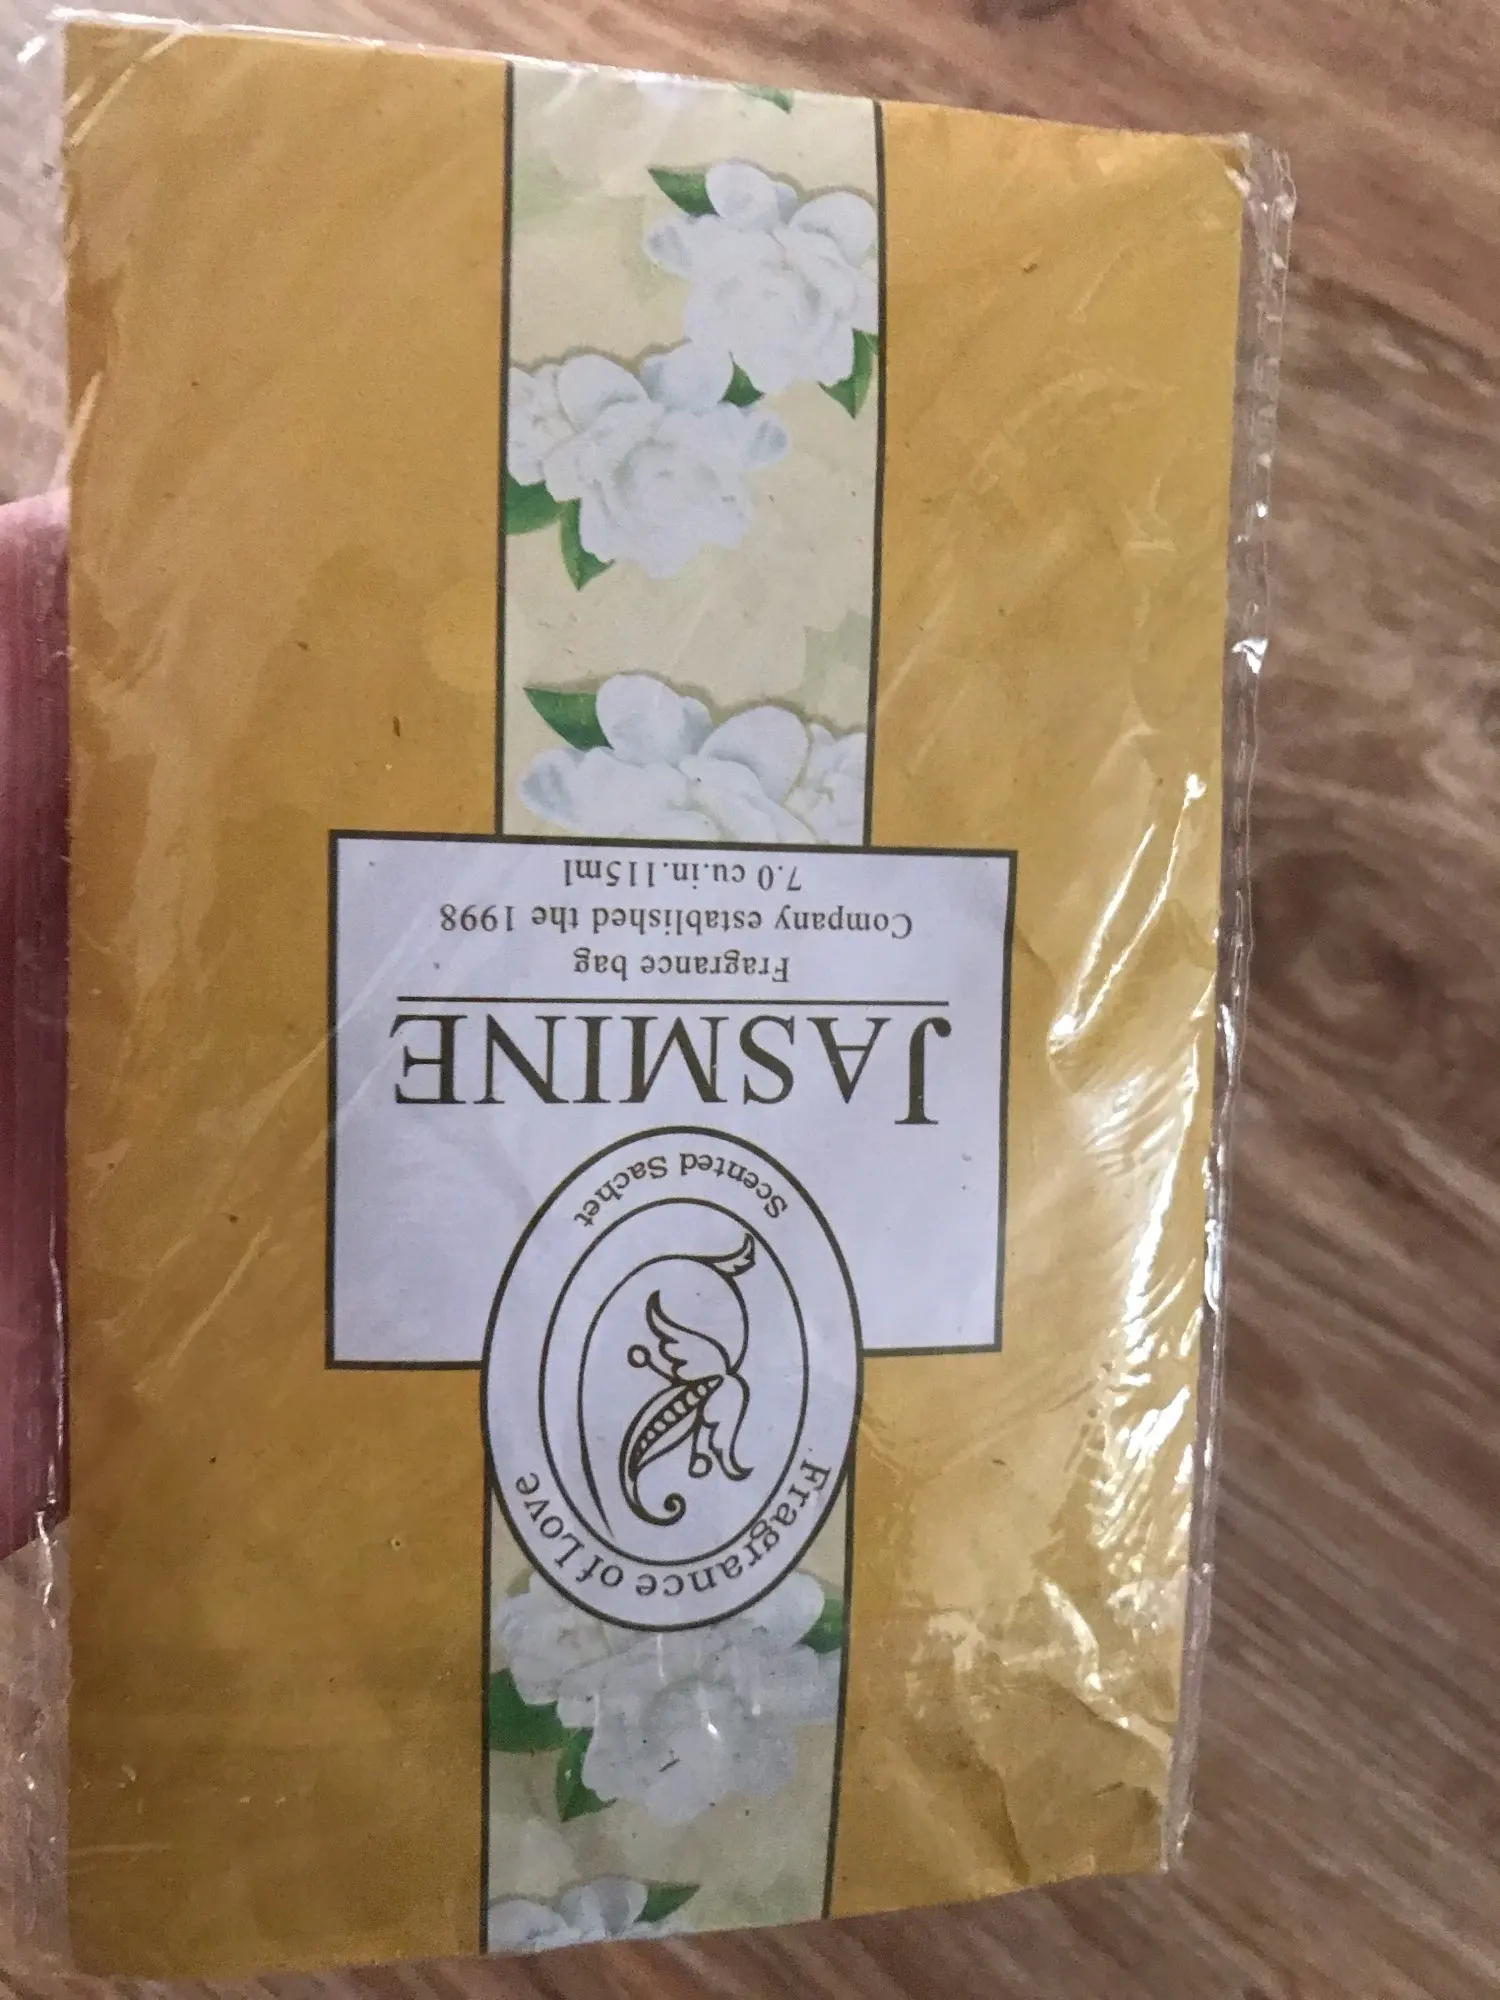 Fragrance of Love
Scented Sachet
JASMINE
Fragrance bag
Company established the 1998
7.0 cu.in.115ml